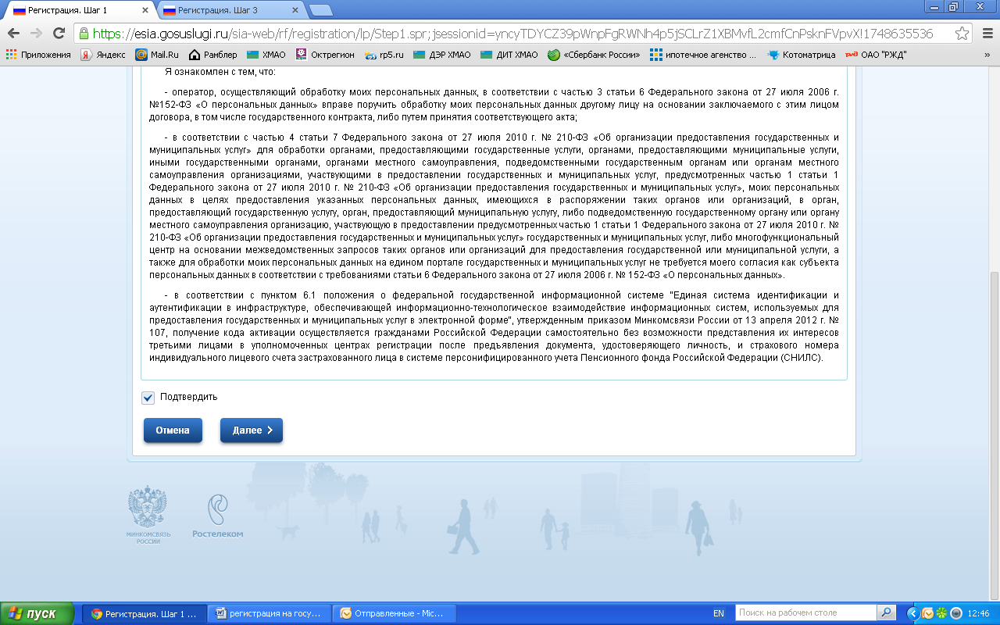 Регистрация. Шаг 1
Регистрация. Шаг 3
https://esia.gosuslugi.ru/sia-web/rf/registration/lp/Step1.spr;jsessionid=yncyTDYCZ39pWnpFgRWNh4p5jSCLrZ1XBMvfL2cmfCnPsknFVpvX!1748635536
Приложения Яндекс Mail.Ru Рамблер ХМАО Октрегион rp5.ru ДЭР ХМАО ДИТ ХМАО «Сбербанк России» ипотечное агенство ... Котоматрица ОАО "РЖД" »
Я ознакомлен с тем, что:
- оператор, осуществляющий обработку моих персональных данных, в соответствии с частью 3 статьи 6 Федерального закона от 27 июля 2006 г.
№152-ФЗ «О персональных данных» вправе поручить обработку моих персональных данных другому лицу на основании заключаемого с этим лицом
договора, в том числе государственного контракта, либо путем принятия соответствующего акта;
- в соответствии с частью 4 статьи 7 Федерального закона от 27 июля 2010 г. № 210-ФЗ «Об организации предоставления государственных и
муниципальных услуг» для обработки органами, предоставляющими государственные услуги, органами, предоставляющими муниципальные услуги,
иными государственными органами, органами местного самоуправления, подведомственными государственным органам или органам местного
самоуправления организациями, участвующими в предоставлении государственных и муниципальных услуг, предусмотренных частью 1 статьи 1
Федерального закона от 27 июля 2010 г. № 210-ФЗ «Об организации предоставления государственных и муниципальных услуг», моих персональных
данных в целях предоставления указанных персональных данных, имеющихся в распоряжении таких органов или организаций, в орган,
предоставляющий государственную услугу, орган, предоставляющий муниципальную услугу, либо подведомственную государственному органу или органу
местного самоуправления организацию, участвующую в предоставлении предусмотренных частью 1 статьи 1 Федерального закона от 27 июля 2010 г. №
210-ФЗ «Об организации предоставления государственных и муниципальных услуг» государственных и муниципальных услуг, либо многофункциональный
центр на основании межведомственных запросов таких органов или организаций для предоставления государственной или муниципальной услуги, а
также для обработки моих персональных данных на едином портале государственных и муниципальных услуг не требуется моего согласия как субъекта
персональных данных в соответствии с требованиями статьи 6 Федерального закона от 27 июля 2006 г. № 152-ФЗ «О персональных данных».
- в соответствии с пунктом 6.1 положения о федеральной государственной информационной системе "Единая система идентификации и
аутентификации в инфраструктуре, обеспечивающей информационно-технологическое взаимодействие информационных систем, используемых для
предоставления государственных и муниципальных услуг в электронной форме", утвержденным приказом Минкомсвязи России от 13 апреля 2012 г. №
107, получение кода активации осуществляется гражданами Российской Федерации самостоятельно без возможности представления их интересов
третьими лицами в уполномоченных центрах регистрации после предъявления документа, удостоверяющего личность, и страхового номера
индивидуального лицевого счета застрахованного лица в системе персонифицированного учета Пенсионного фонда Российской Федерации (СНИЛС).
Подтвердить
Отмена
Далее
МИНКОМСВЯЗЬ
РОССИИ
Ростелеком
пуск
Регистрация. Шаг 1 ...
регистрация на госу...
Отправленные - Mic...
EN
Поиск на рабочем столе
12:46